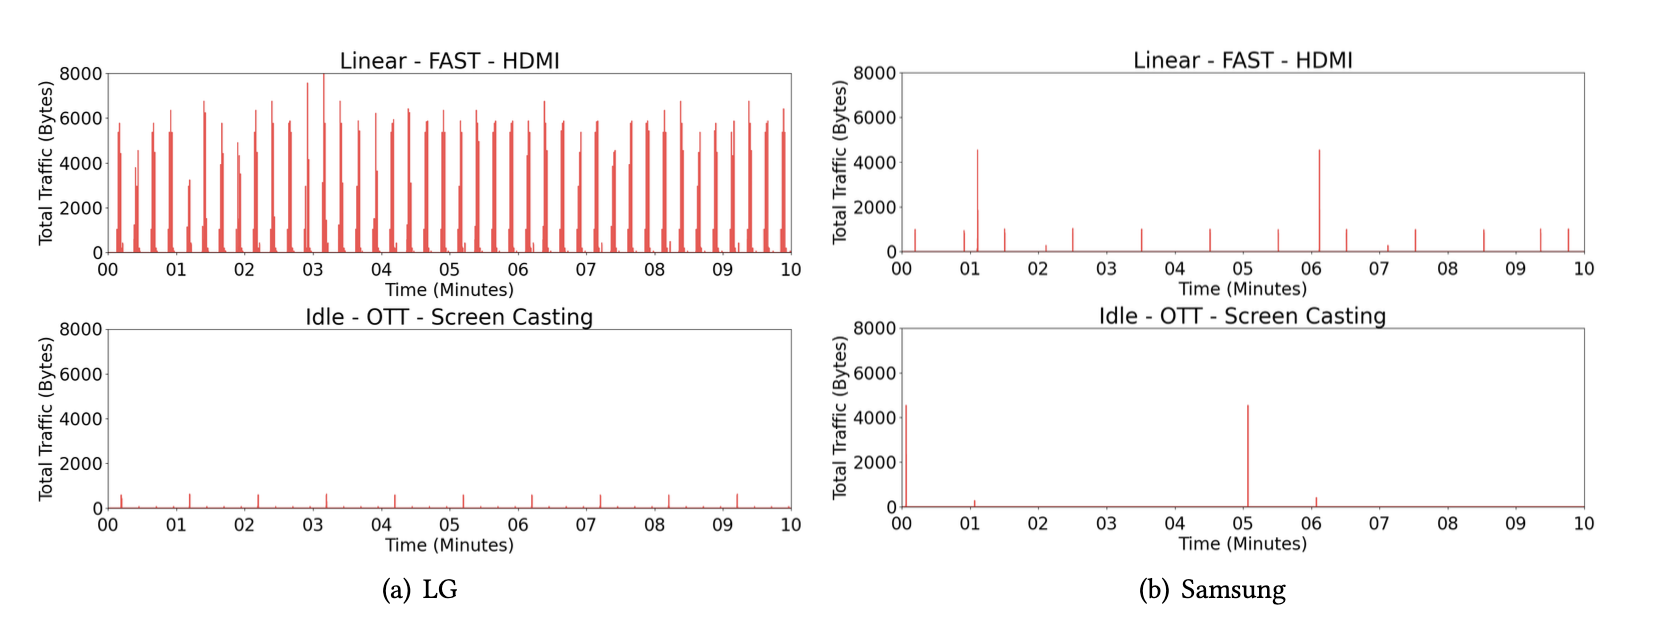 Linear - FAST - HDMI
Total Traffic (Bytes)
8000
6000
4000
2000
0
00 01 02 03 04 05 06 07 08 09 10
Time (Minutes)
Idle - OTT - Screen Casting
Total Traffic (Bytes)
8000
6000
4000
2000
0
00 01 02 03 04 05 06 07 08 09 10
Time (Minutes)
(a) LG
Linear - FAST - HDMI
Total Traffic (Bytes)
8000
6000
4000
2000
0
00 01 02 03 04 05 06 07 08 09 10
Time (Minutes)
Idle - OTT - Screen Casting
Total Traffic (Bytes)
8000
6000
4000
2000
0
00 01 02 03 04 05 06 07 08 09 10
Time (Minutes)
(b) Samsung